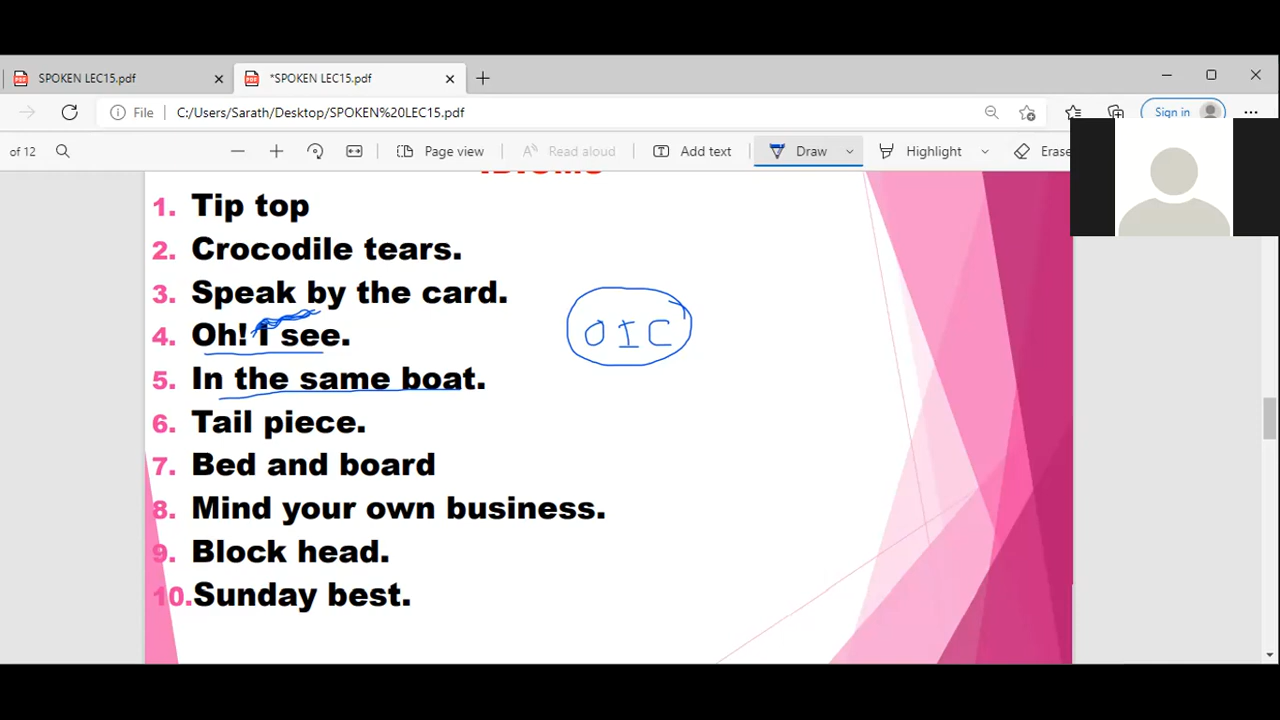 SPOKEN LEC15.pdf *SPOKEN LEC15.pdf
File C:/Users/Sarath/Desktop/SPOKEN%20LEC15.pdf Sign in
of 12 Page view Read aloud Add text Draw Highlight Erase
1. Tip top
2. Crocodile tears.
3. Speak by the card.
4. Oh! I see.
OIC
5. In the same boat.
6. Tail piece.
7. Bed and board
8. Mind your own business.
9. Block head.
10. Sunday best.